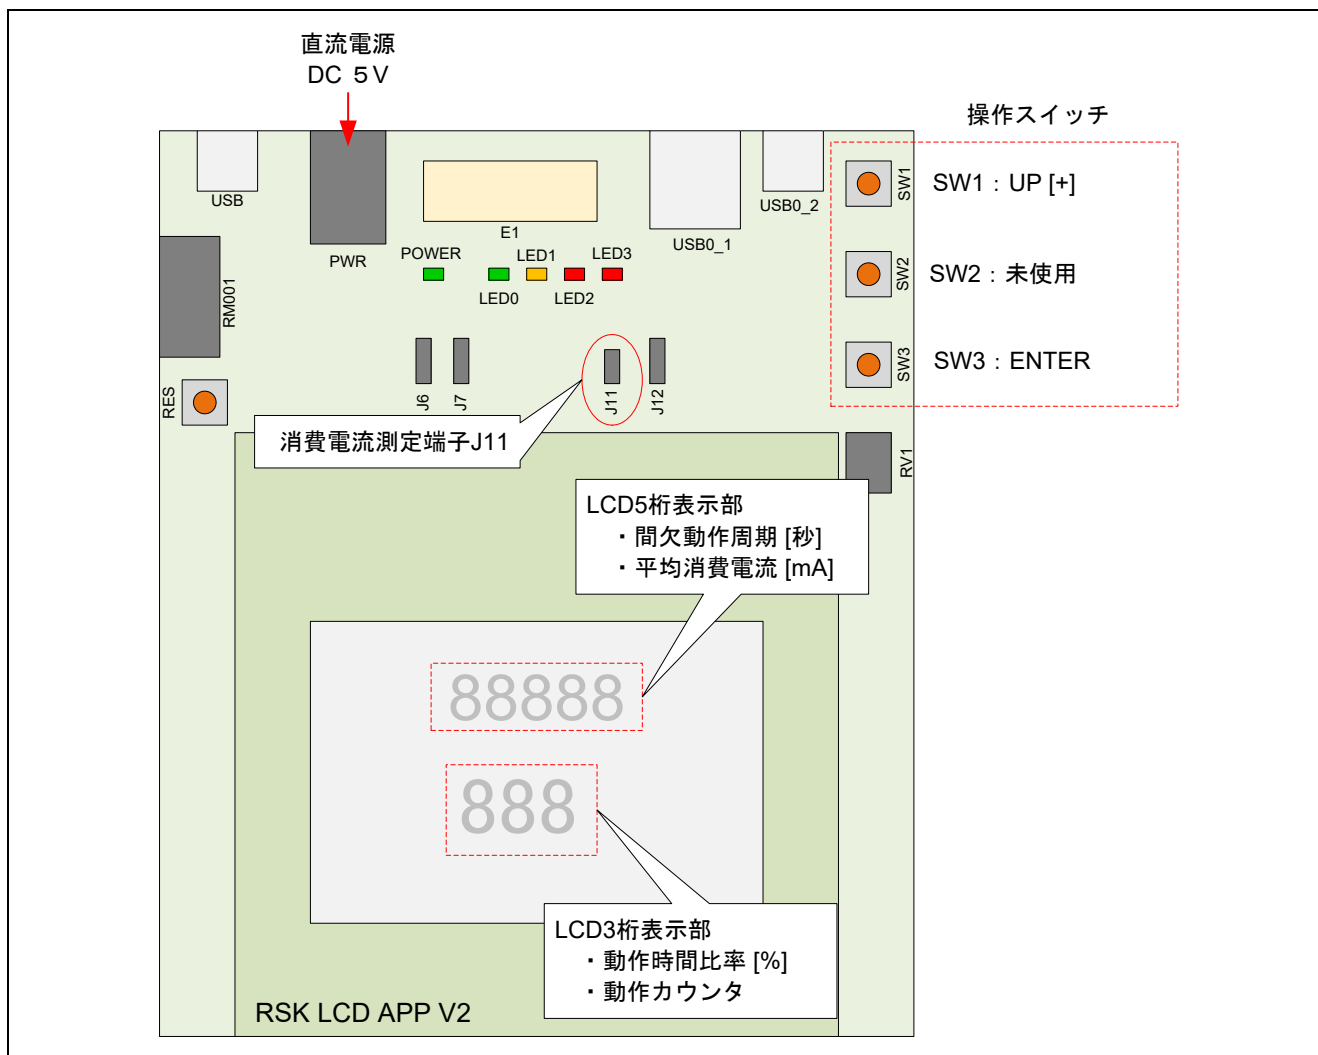 直流電源
DC ５V
操作スイッチ
SW1
SW1：UP [+]
USB
PWR
E1
USB0_1
USB0_2
POWER
LED0
LED1
LED2
LED3
SW2
SW2：未使用
RM001
SW3
SW3：ENTER
RES
J6
J7
J11
J12
消費電流測定端子J11
RV1
LCD5桁表示部
・間欠動作周期 [秒]
・平均消費電流 [mA]
88888
888
LCD3桁表示部
・動作時間比率 [%]
・動作カウンタ
RSK LCD APP V2